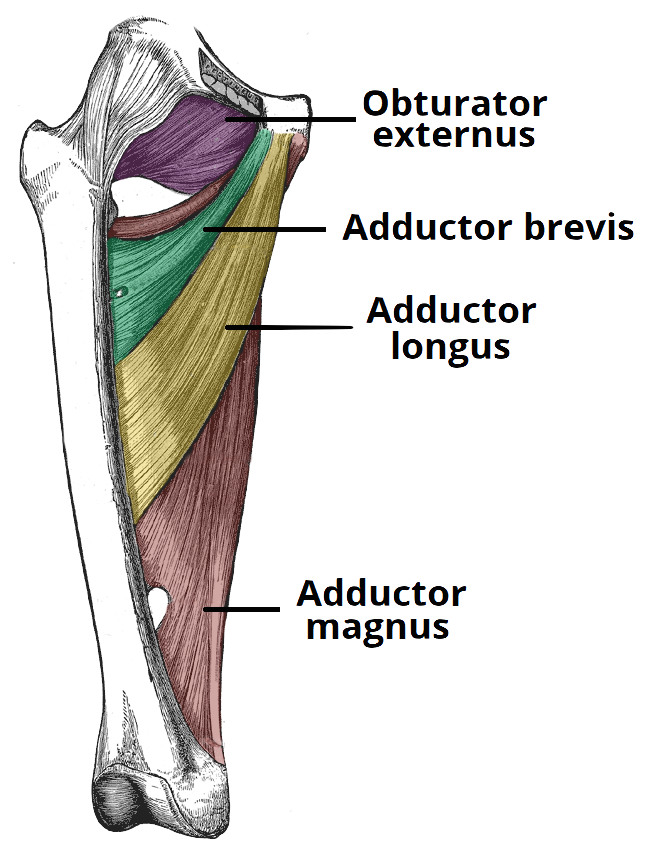 Obturator
externus
Adductor brevis
Adductor
longus
Adductor
magnus